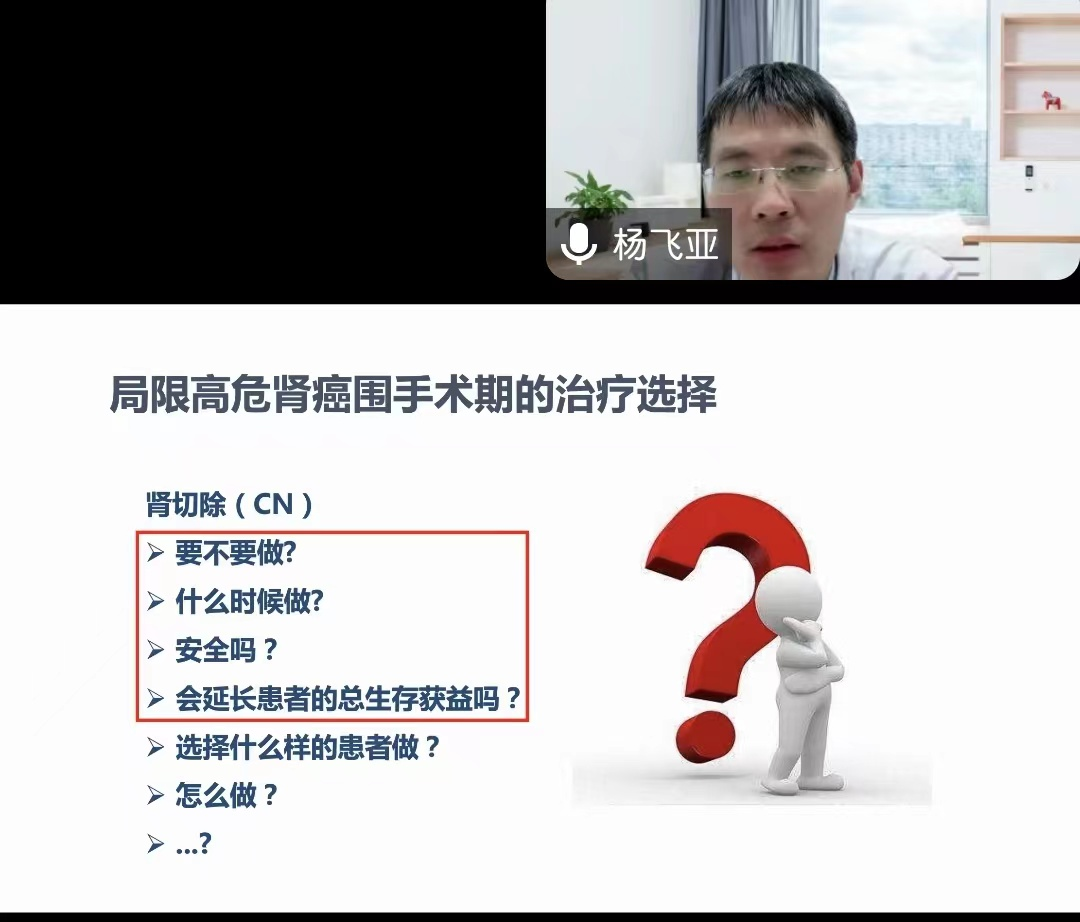 杨飞亚
局限高危肾癌围手术期的治疗选择
肾切除（CN）
➢ 要不要做?
➢ 什么时候做?
➢ 安全吗？
➢ 会延长患者的总生存获益吗？
➢ 选择什么样的患者做？
➢ 怎么做？
➢ ...?